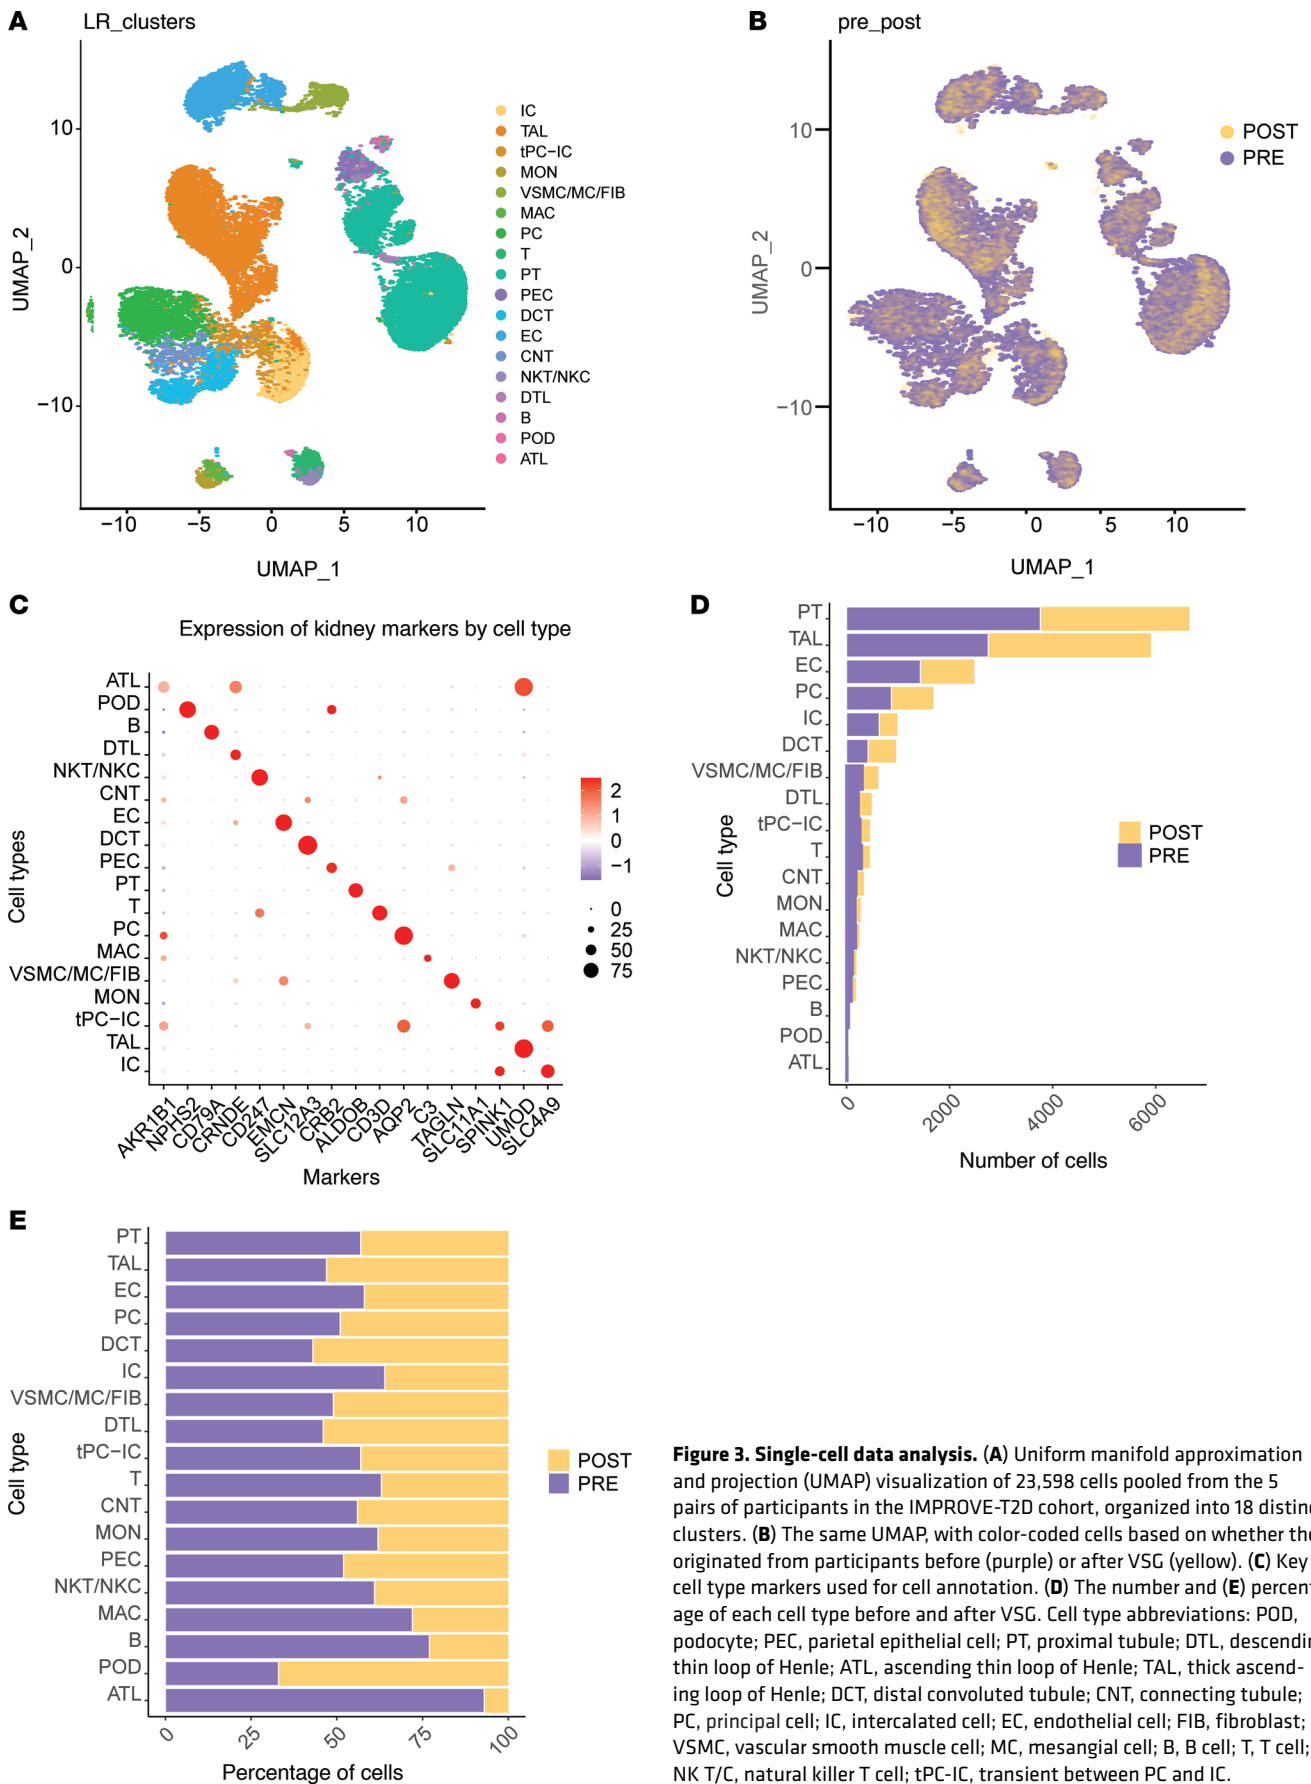 A
LR_clusters
UMAP_2
10
0
−10
−10
−5
0
5
10
UMAP_1
IC
TAL
tPC−IC
MON
VSMC/MC/FIB
MAC
PC
T
PT
PEC
DCT
EC
CNT
NKT/NKC
DTL
B
POD
ATL
B
pre_post
UMAP_2
10
0
−10
−10
−5
0
5
10
UMAP_1
POST
PRE
C
Expression of kidney markers by cell type
Cell types
ATL
POD
B
DTL
NKT/NKC
CNT
EC
DCT
PEC
PT
T
PC
MAC
VSMC/MC/FIB
MON
tPC−IC
TAL
IC
AKR1B1
NPHS2
CD79A
CRNDE
CD247
EMCN
SLC12A3
CRB2
ALDOB
CD3D
AQP2
C3
TAGLN
SLC11A1
SPINK1
UMOD
SLC4A9
Markers
2
1
0
−1
0
25
50
75
D
Cell type
PT
TAL
EC
PC
IC
DCT
VSMC/MC/FIB
DTL
tPC−IC
T
CNT
MON
MAC
NKT/NKC
PEC
B
POD
ATL
0
2000
4000
6000
Number of cells
POST
PRE
E
Cell type
PT
TAL
EC
PC
DCT
IC
VSMC/MC/FIB
DTL
tPC−IC
T
CNT
MON
PEC
NKT/NKC
MAC
B
POD
ATL
0
25
50
75
100
Percentage of cells
POST
PRE
Figure 3. Single-cell data analysis. (A) Uniform manifold approximation
and projection (UMAP) visualization of 23,598 cells pooled from the 5
pairs of participants in the IMPROVE-T2D cohort, organized into 18 distin
clusters. (B) The same UMAP, with color-coded cells based on whether the
originated from participants before (purple) or after VSG (yellow). (C) Key
cell type markers used for cell annotation. (D) The number and (E) percent
age of each cell type before and after VSG. Cell type abbreviations: POD,
podocyte; PEC, parietal epithelial cell; PT, proximal tubule; DTL, descendin
thin loop of Henle; ATL, ascending thin loop of Henle; TAL, thick ascend-
ing loop of Henle; DCT, distal convoluted tubule; CNT, connecting tubule;
PC, principal cell; IC, intercalated cell; EC, endothelial cell; FIB, fibroblast;
VSMC, vascular smooth muscle cell; MC, mesangial cell; B, B cell; T, T cell;
NK T/C, natural killer T cell; tPC-IC, transient between PC and IC.